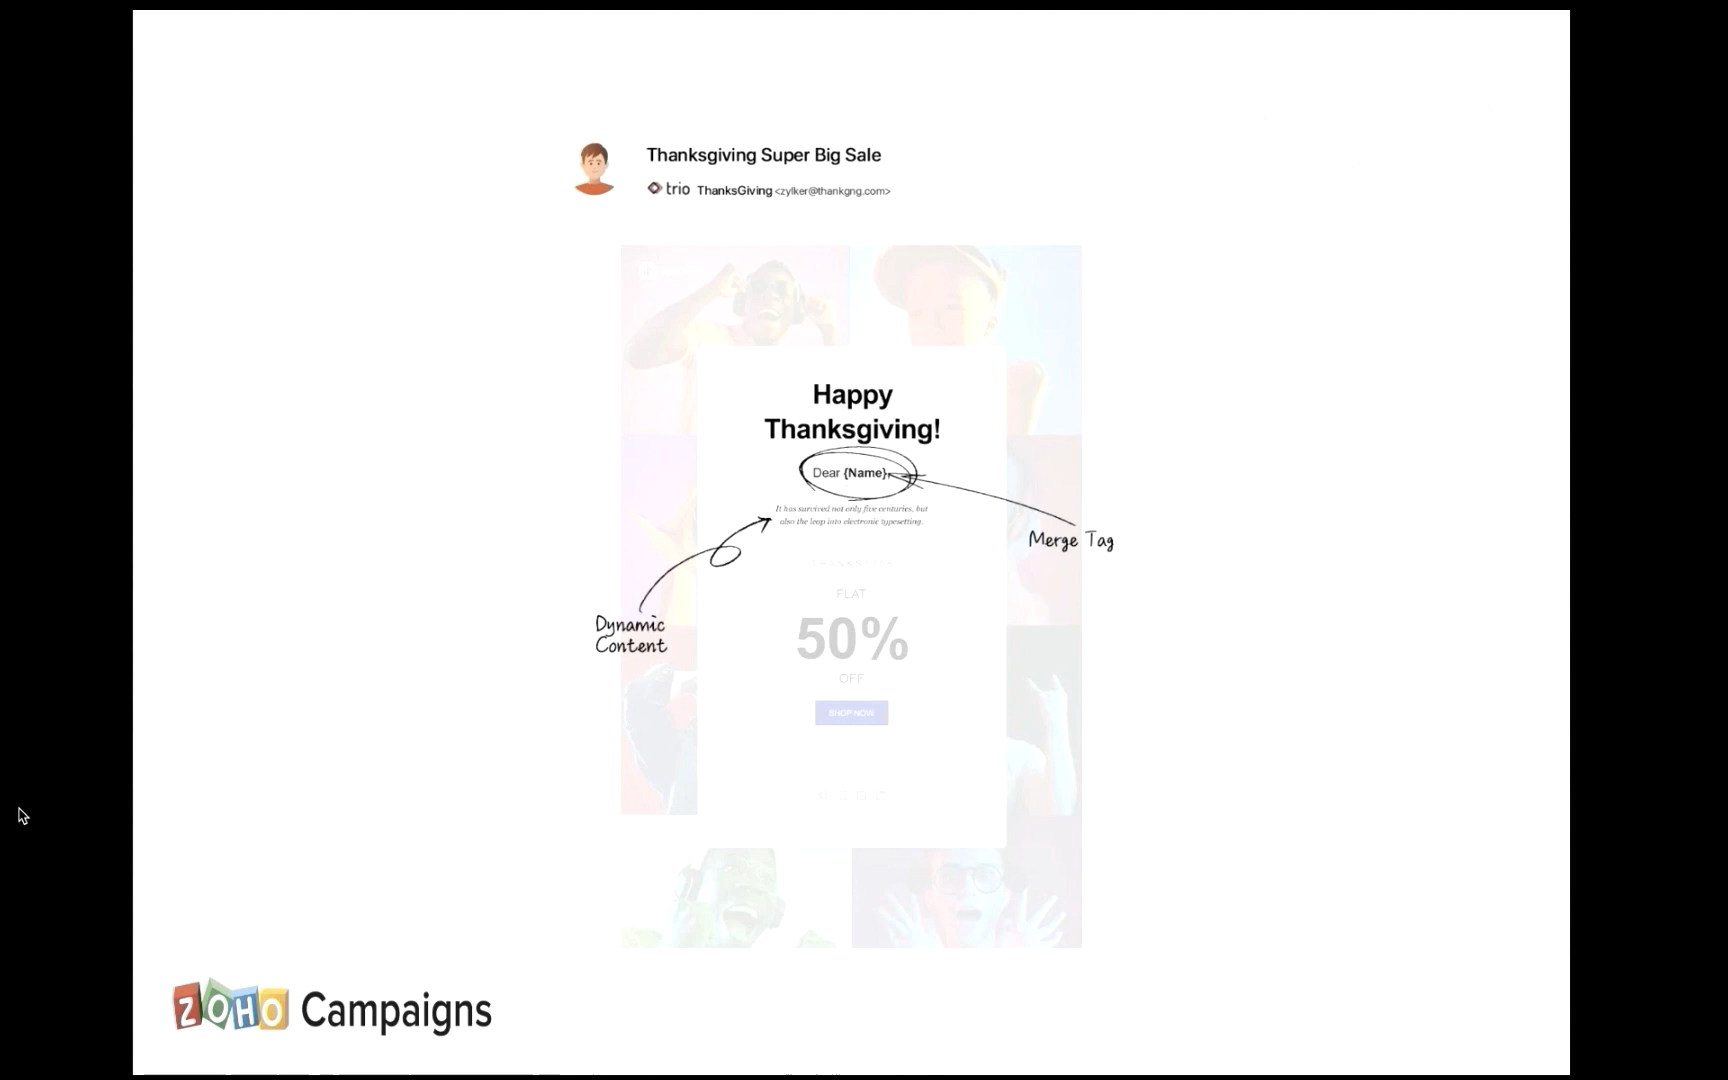 Thanksgiving Super Big Sale
trio ThanksGiving <zylker@thankgng.com>
Happy
Thanksgiving!
Dear {Name},
It has survived not only five centuries, but
also the leap into electronic typesetting.
Merge Tag
FLAT
Dynamic
Content
50%
OFF
SHOP NOW
ZOHO Campaigns